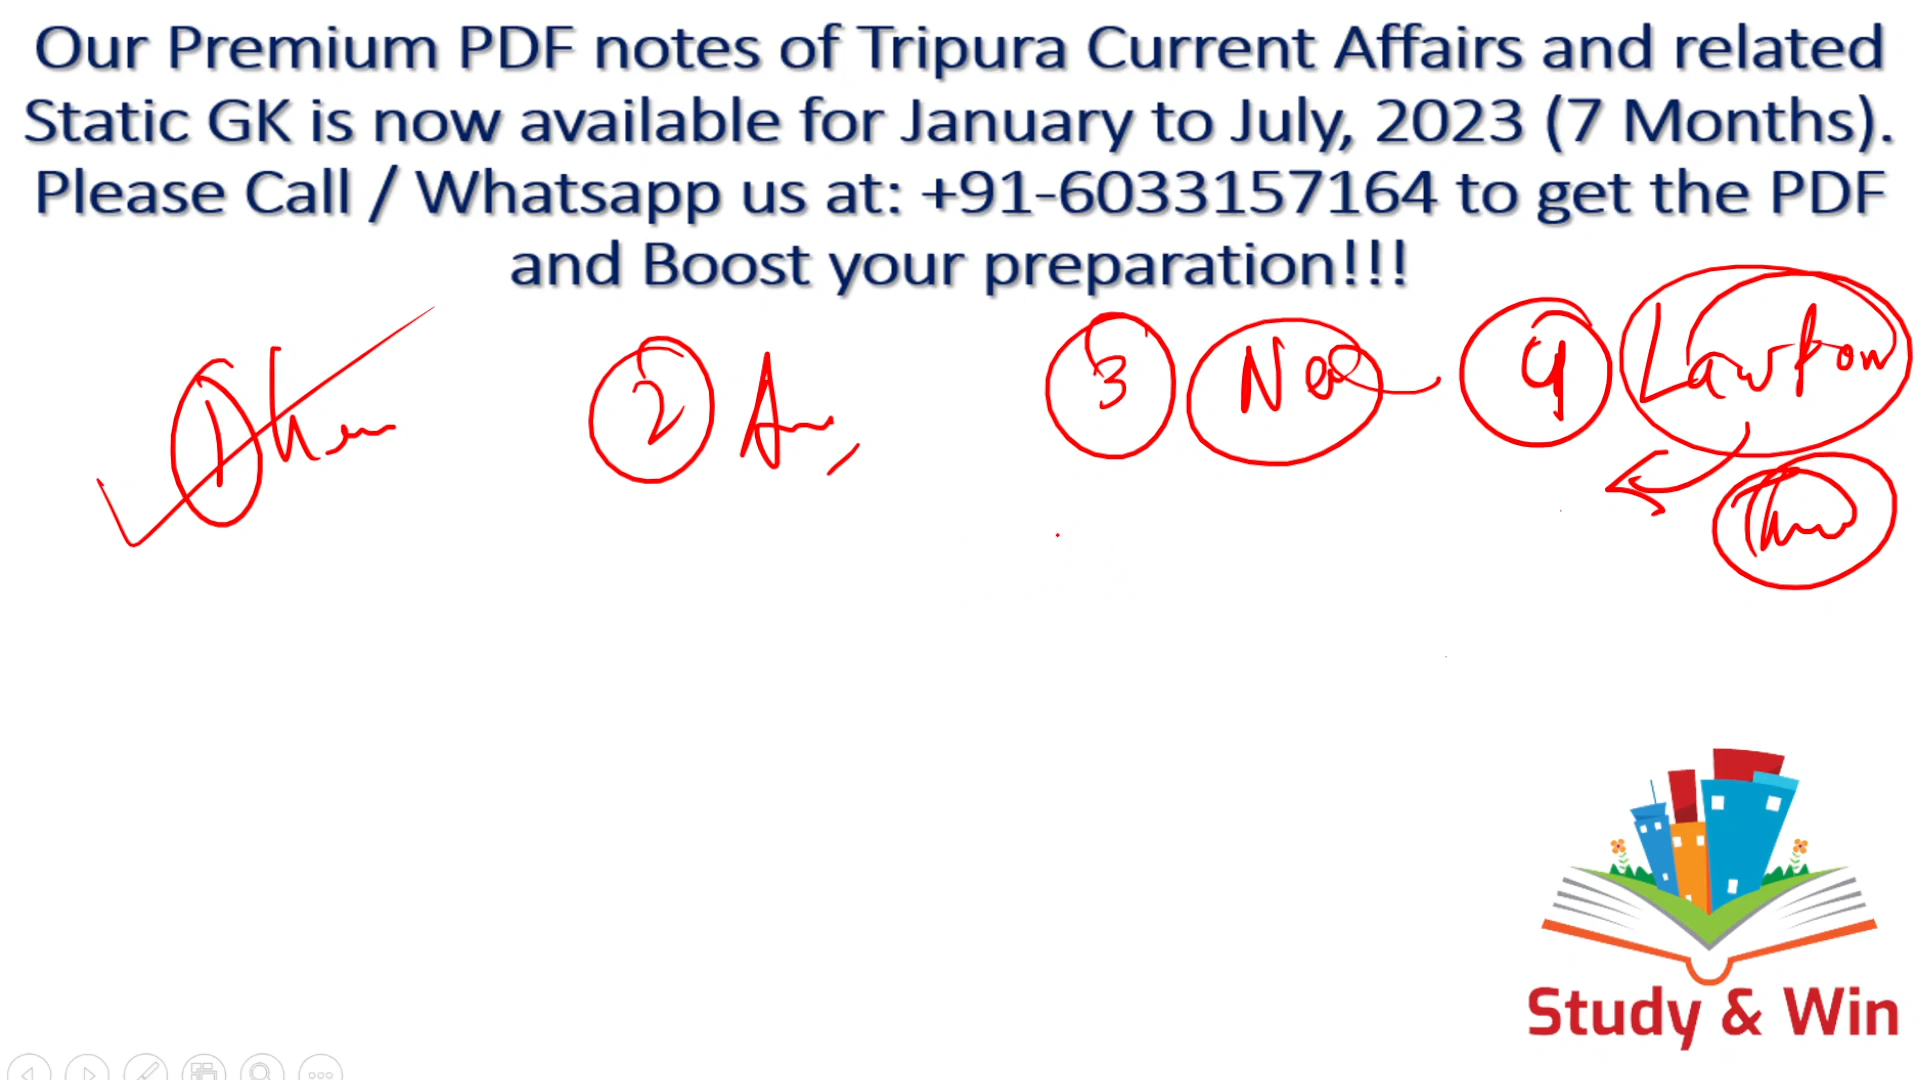 Our Premium PDF notes of Tripura Current Affairs and related
Static GK is now available for January to July, 2023 (7 Months).
Please Call / Whatsapp us at: +91-6033157164 to get the PDF
and Boost your preparation!!!
1
2
3
4
Study & Win